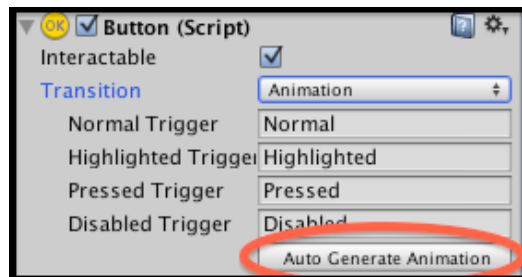 OK Button (Script)
Interactable
Transition Animation
Normal Trigger Normal
Highlighted Trigger Highlighted
Pressed Trigger Pressed
Disabled Trigger Disabled
Auto Generate Animation